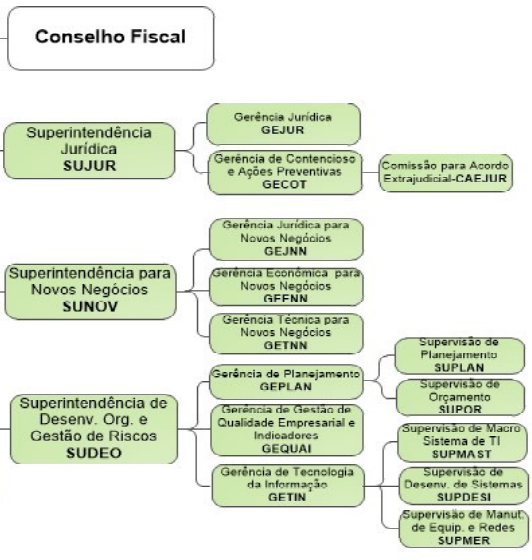 Conselho Fiscal
Superintendência
Jurídica
SUJUR
Gerência Jurídica
GEJUR
Gerência de Contencioso
e Ações Preventivas
GECOT
Comissão para Acordo
Extrajudicial-CAEJUR
Superintendência para
Novos Negócios
SUNOV
Gerência Jurídica para
Novos Negócios
GEJNN
Gerência Econômica para
Novos Negócios
GEENN
Gerência Técnica para
Novos Negócios
GETNN
Superintendência de
Desenv. Org. e
Gestão de Riscos
SUDEO
Gerência de Planejamento
GEPLAN
Supervisão de
Planejamento
SUPLAN
Supervisão de
Orçamento
SUPOR
Gerência de Gestão de
Qualidade Empresarial e
Indicadores
GEQUAI
Gerência de Tecnologia
da Informação
GETIN
Supervisão de Macro
Sistema de TI
SUPMAST
Supervisão de
Desenv. de Sistemas
SUPDESI
Supervisão de Manut.
de Equip. e Redes
SUPMER